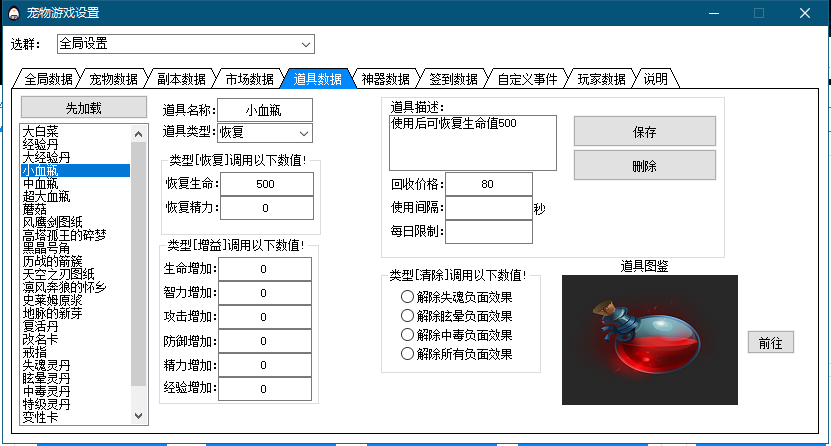 宠物游戏设置
选群：
全局设置
全局数据
宠物数据
副本数据
市场数据
道具数据
神器数据
签到数据
自定义事件
玩家数据
说明
先加载
大白菜
经验丹
大经验丹
小血瓶
中血瓶
超大血瓶
蘑菇
风鹰剑图纸
高塔孤王的碎梦
黑晶号角
历战的箭簇
天空之刃图纸
凛风奔狼的怀乡
史莱姆原浆
地脉的新芽
复活丹
改名卡
戒指
失魂灵丹
眩晕灵丹
中毒灵丹
特级灵丹
变性卡
道具名称：
小血瓶
道具类型：
恢复
类型[恢复]调用以下数值！
恢复生命：
500
恢复精力：
0
类型[增益]调用以下数值！
生命增加：
0
智力增加：
0
攻击增加：
0
防御增加：
0
精力增加：
0
经验增加：
0
道具描述：
使用后可恢复生命值500
保存
删除
回收价格：
80
使用间隔：
秒
每日限制：
类型[清除]调用以下数值！
解除失魂负面效果
解除眩晕负面效果
解除中毒负面效果
解除所有负面效果
道具图鉴
前往